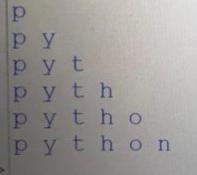 p
p y
p y t
p y t h
p y t h o
p y t h o n